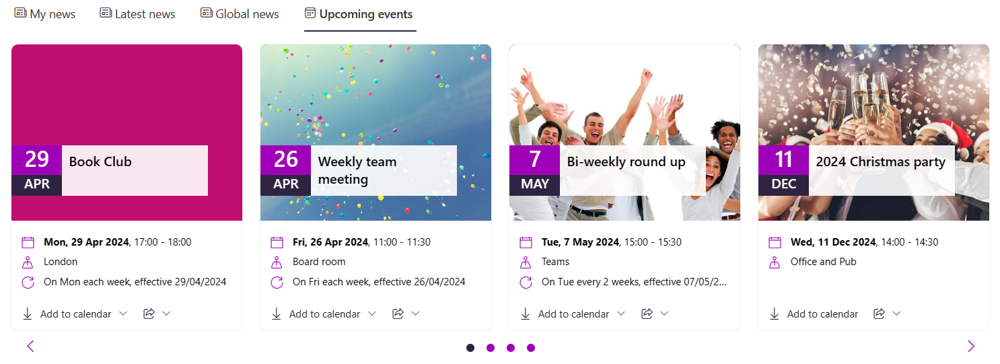 My news
Latest news
Global news
Upcoming events
29
APR
Book Club
Mon, 29 Apr 2024, 17:00 - 18:00
London
On Mon each week, effective 29/04/2024
Add to calendar
26
APR
Weekly team
meeting
Fri, 26 Apr 2024, 11:00 - 11:30
Board room
On Fri each week, effective 26/04/2024
Add to calendar
7
MAY
Bi-weekly round up
Tue, 7 May 2024, 15:00 - 15:30
Teams
On Tue every 2 weeks, effective 07/05/2...
Add to calendar
11
DEC
2024 Christmas party
Wed, 11 Dec 2024, 14:00 - 14:30
Office and Pub
Add to calendar